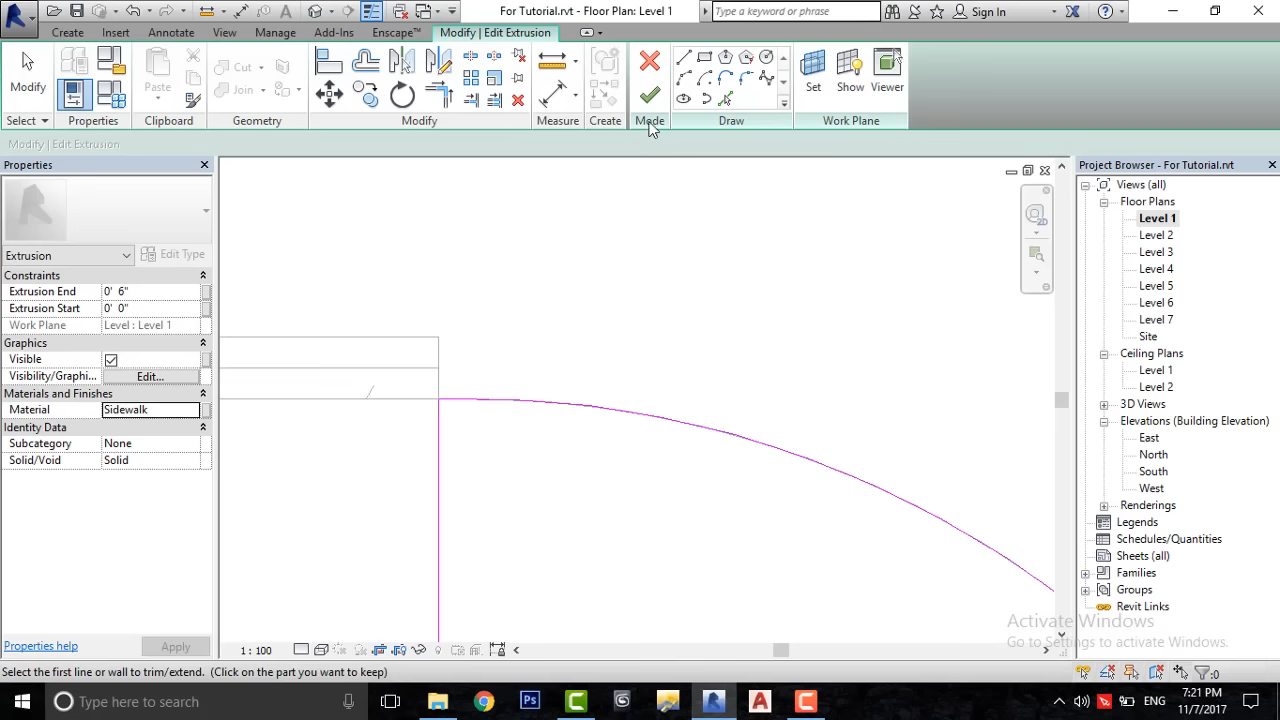 For Tutorial.rvt - Floor Plan: Level 1
Type a keyword or phrase
Sign In
Create
Insert
Annotate
View
Manage
Add-Ins
Enscape™
Modify | Edit Extrusion
Modify
Paste
Cut
Join
Set
Show
Viewer
Select
Properties
Clipboard
Geometry
Modify
Measure
Create
Mode
Draw
Work Plane
Modify | Edit Extrusion
Properties
Extrusion
Edit Type
Constraints
Extrusion End 0' 6"
Extrusion Start 0' 0"
Work Plane Level : Level 1
Graphics
Visible
Visibility/Graphi... Edit...
Materials and Finishes
Material Sidewalk
Identity Data
Subcategory None
Solid/Void Solid
Properties help
Apply
2D
Project Browser - For Tutorial.rvt
Views (all)
Floor Plans
Level 1
Level 2
Level 3
Level 4
Level 5
Level 6
Level 7
Site
Ceiling Plans
Level 1
Level 2
3D Views
Elevations (Building Elevation)
East
North
South
West
Renderings
Legends
Schedules/Quantities
Sheets (all)
Families
Groups
Revit Links
Activate Windows
Go to Settings to activate Windows.
1 : 100
Select the first line or wall to trim/extend. (Click on the part you want to keep)
:0
Type here to search
Ps
ENG
7:21 PM
11/7/2017